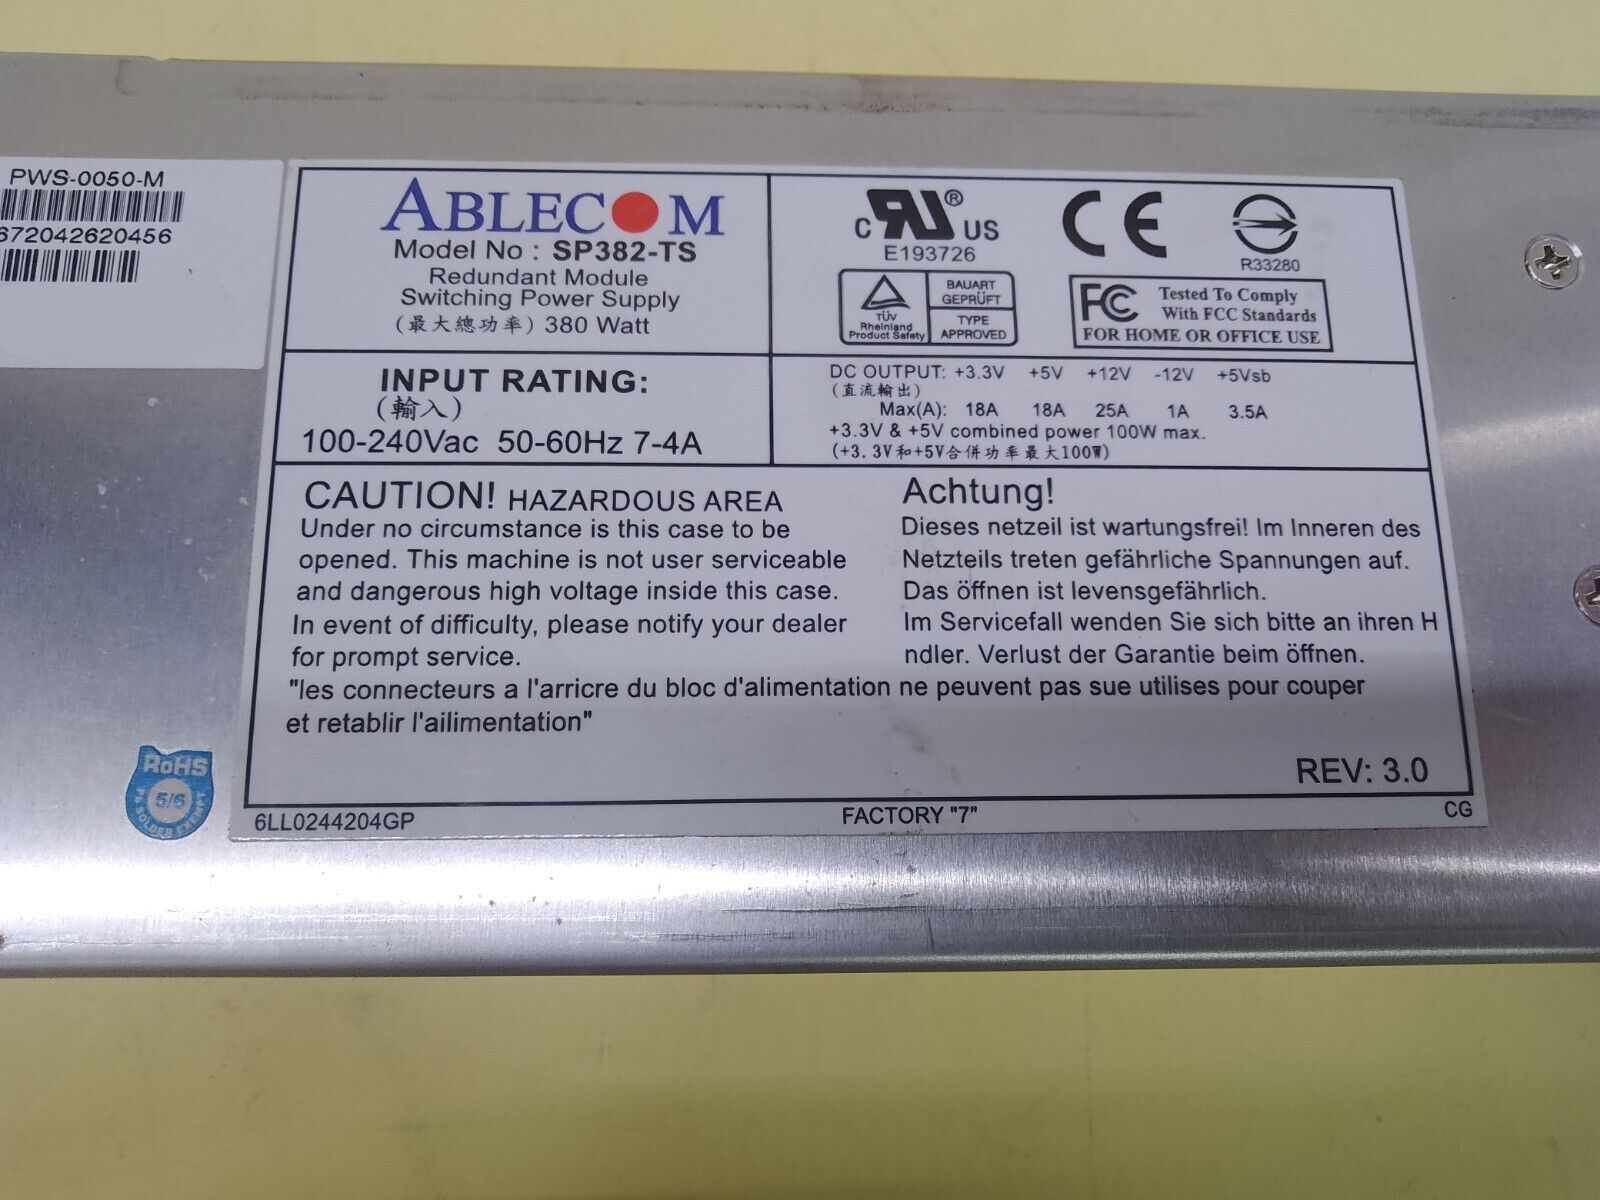 PWS-0050-M
672042620456
ABLECOM
Model No : SP382-TS
Redundant Module
Switching Power Supply
(最大總功率) 380 Watt
C UL® US
E193726
TÜV
Rheinland
Product Safety
BAUART
GEPRÜFT
TYPE
APPROVED
CE
R33280
FC Tested To Comply
With FCC Standards
FOR HOME OR OFFICE USE
INPUT RATING:
(輸入)
100-240Vac 50-60Hz 7-4A
DC OUTPUT: +3.3V +5V +12V -12V +5Vsb
(直流輸出)
Max(A): 18A 18A 25A 1A 3.5A
+3.3V & +5V combined power 100W max.
(+3.3V和+5V合併功率最大100W)
CAUTION! HAZARDOUS AREA
Under no circumstance is this case to be
opened. This machine is not user serviceable
and dangerous high voltage inside this case.
In event of difficulty, please notify your dealer
for prompt service.
Achtung!
Dieses netzeil ist wartungsfrei! Im Inneren des
Netzteils treten gefährliche Spannungen auf.
Das öffnen ist levensgefährlich.
Im Servicefall wenden Sie sich bitte an ihren H
ndler. Verlust der Garantie beim öffnen.
"les connecteurs a l'arricre du bloc d'alimentation ne peuvent pas sue utilises pour couper
et retablir l'ailimentation"
REV: 3.0
6LL0244204GP
FACTORY "7"
CG
RoHS
5/6
Pb SOLDER EXEMPT